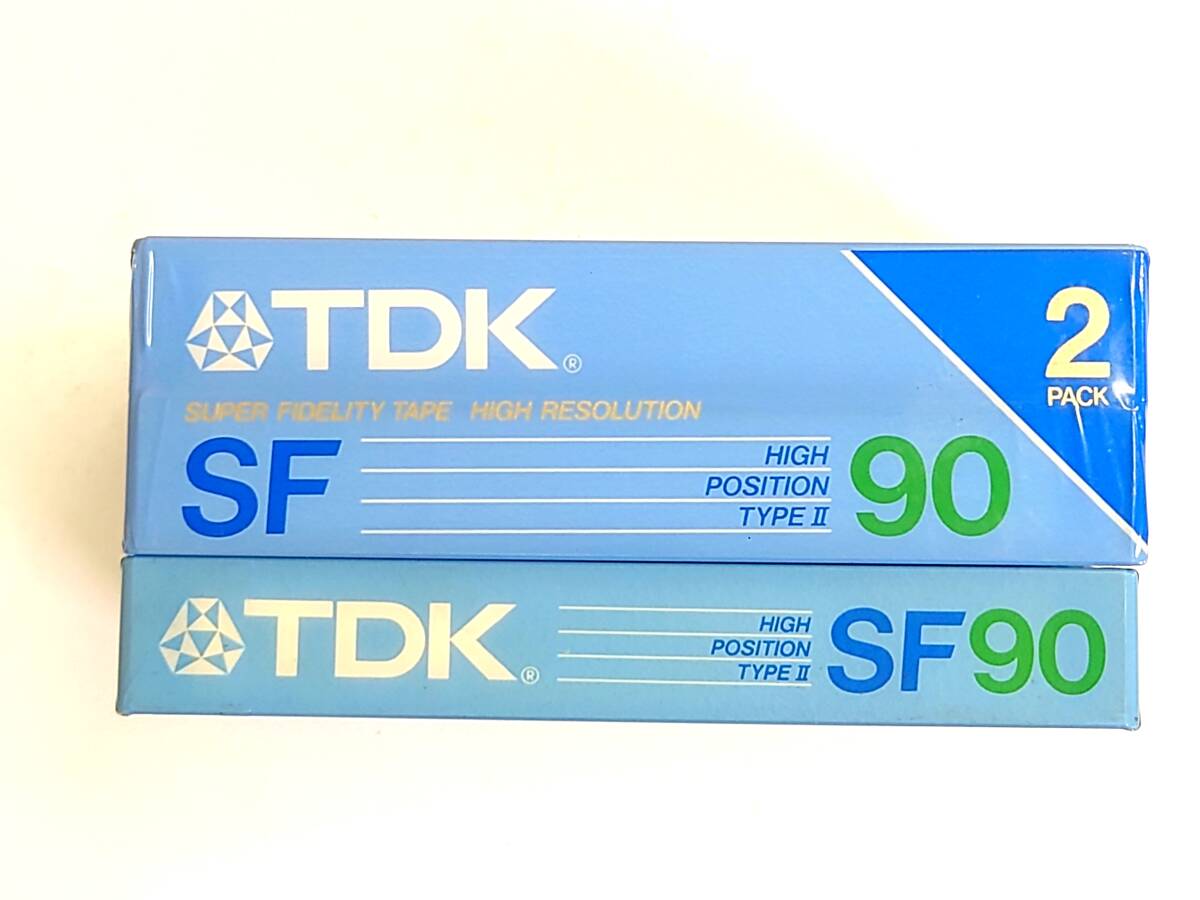 TDK®
2
PACK
SUPER FIDELITY TAPE HIGH RESOLUTION
SF
HIGH
POSITION
TYPE II
90
TDK®
HIGH
POSITION
TYPE II
SF90